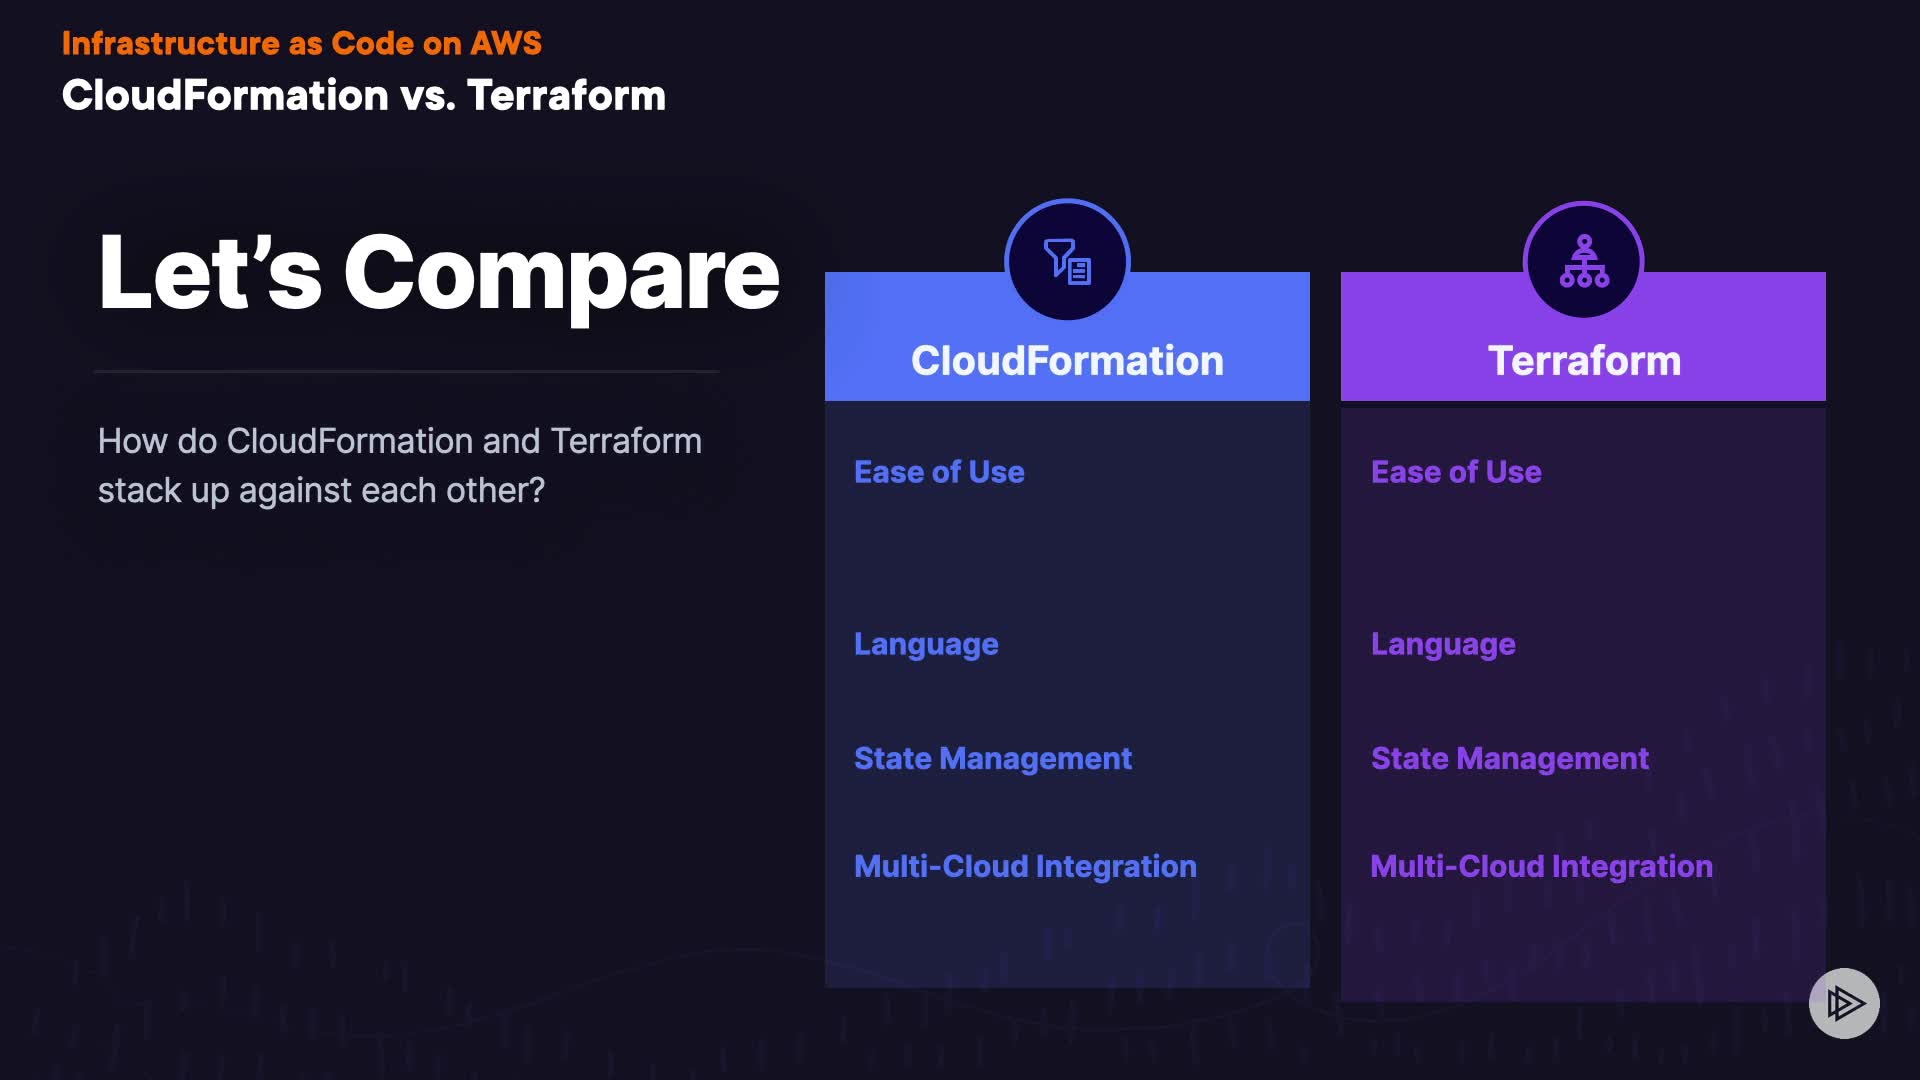 Infrastructure as Code on AWS
CloudFormation vs. Terraform
Let’s Compare
How do CloudFormation and Terraform
stack up against each other?
CloudFormation
Ease of Use
Language
State Management
Multi-Cloud Integration
Terraform
Ease of Use
Language
State Management
Multi-Cloud Integration